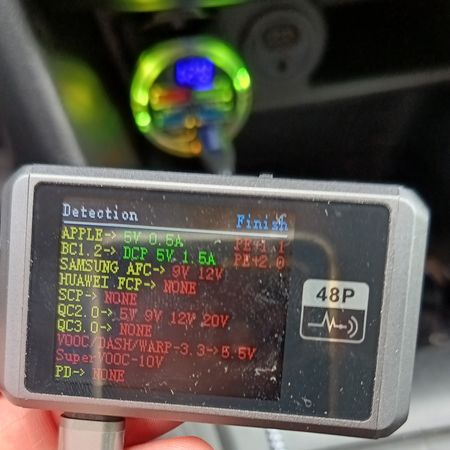 Detection Finish
APPLE-> 5V 0.5A PE+1.1
BC1.2-> DCP 5V 1.5A PE+2.0
SAMSUNG AFC-> 9V 12V
HUAWEI FCP-> NONE
SCP-> NONE
QC2.0-> 5V 9V 12V 20V
QC3.0-> NONE
VOOC/DASH/WARP-3.3->5.5V
SuperVOOC-10V
PD-> NONE
48P